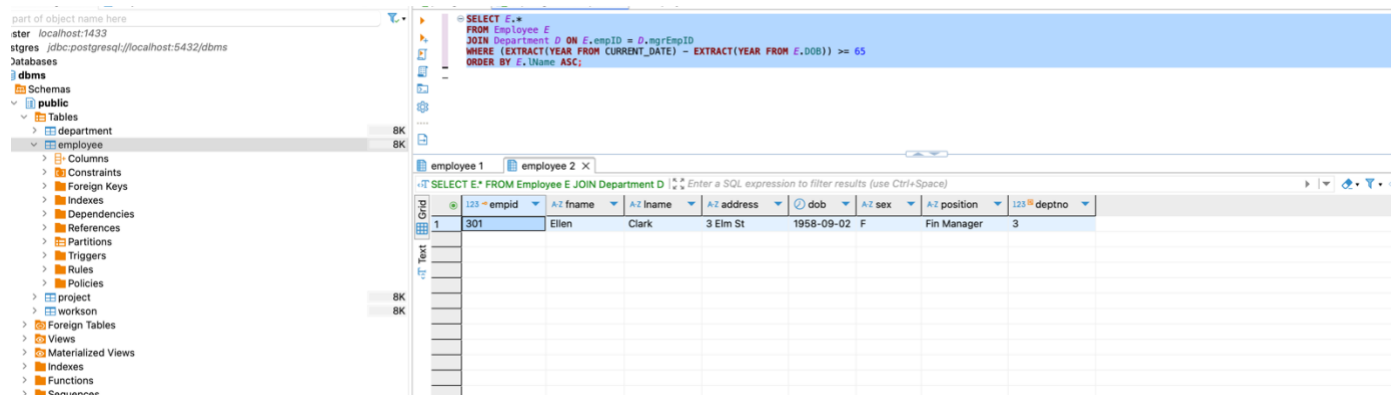 part of object name here
ster localhost:1433
stgres jdbc:postgresql://localhost:5432/dbms
Databases
dbms
Schemas
public
Tables
department 8K
employee 8K
Columns
Constraints
Foreign Keys
Indexes
Dependencies
References
Partitions
Triggers
Rules
Policies
project 8K
workson 8K
Foreign Tables
Views
Materialized Views
Indexes
Functions
Sequences
SELECT E.*
FROM Employee E
JOIN Department D ON E.empID = D.mgrEmpID
WHERE (EXTRACT(YEAR FROM CURRENT_DATE) - EXTRACT(YEAR FROM E.DOB)) >= 65
ORDER BY E.lName ASC;
employee 1 employee 2
SELECT E.* FROM Employee E JOIN Department D Enter a SQL expression to filter results (use Ctrl+Space)
Grid
Text
123 empid A-Z fname A-Z lname A-Z address dob A-Z sex A-Z position 123 deptno
1 301 Ellen Clark 3 Elm St 1958-09-02 F Fin Manager 3